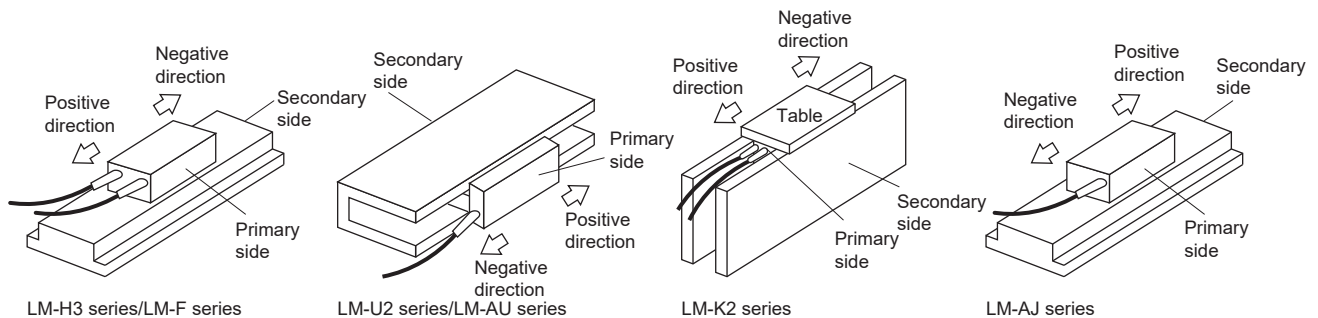 Negative
direction
Positive
direction
Secondary
side
Primary
side
LM-H3 series/LM-F series
Secondary
side
Primary
side
Positive
direction
Negative
direction
LM-U2 series/LM-AU series
Negative
direction
Positive
direction
Table
Secondary
side
Primary
side
LM-K2 series
Positive
direction
Negative
direction
Secondary
side
Primary
side
LM-AJ series